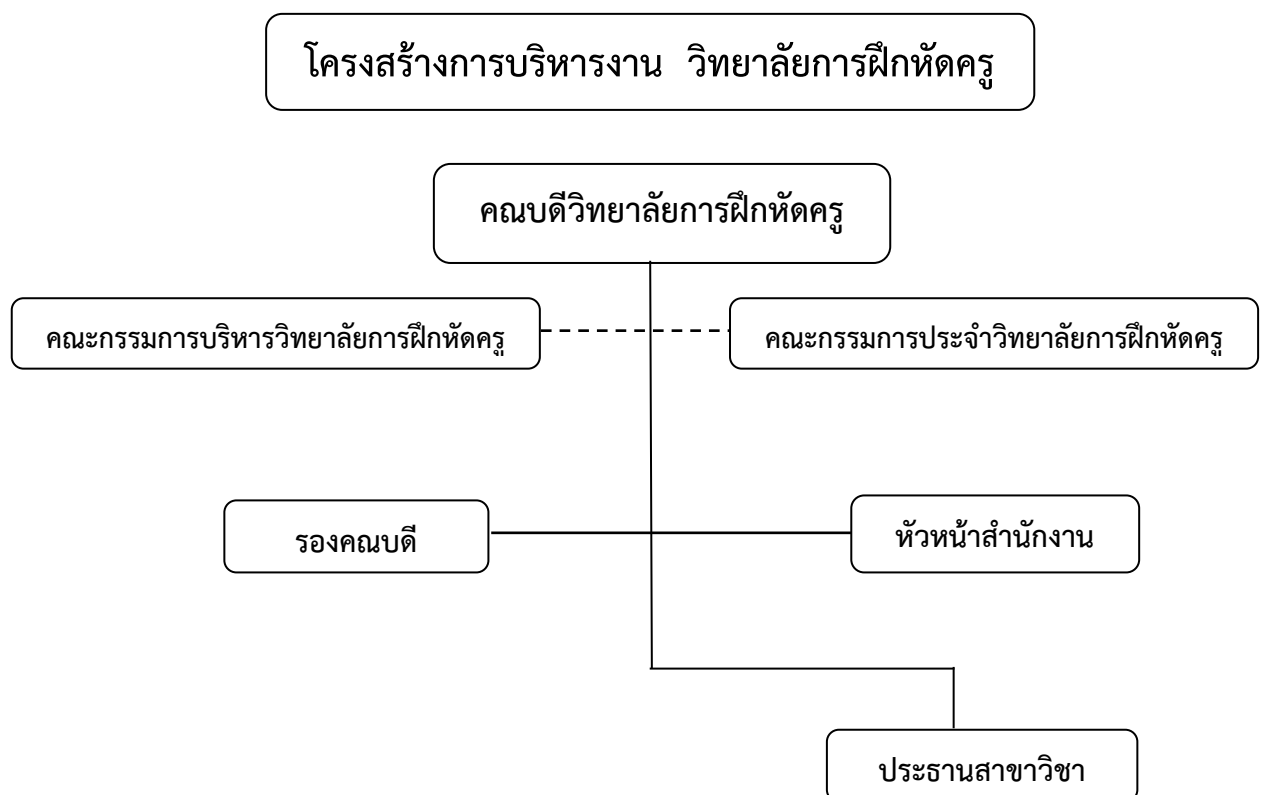 โครงสร้างการบริหารงาน วิทยาลัยการฝึกหัดครู
คณบดีวิทยาลัยการฝึกหัดครู
คณะกรรมการบริหารวิทยาลัยการฝึกหัดครู
คณะกรรมการประจำวิทยาลัยการฝึกหัดครู
รองคณบดี
หัวหน้าสำนักงาน
ประธานสาขาวิชา